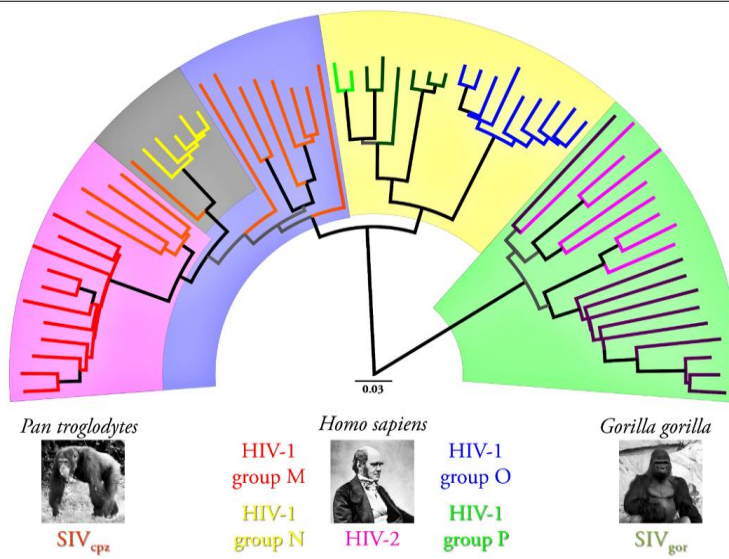 0.03
Pan troglodytes
Homo sapiens
Gorilla gorilla
HIV-1
group M
HIV-1
group O
HIV-1
group N
HIV-2
HIV-1
group P
SIVcpz
SIVgor